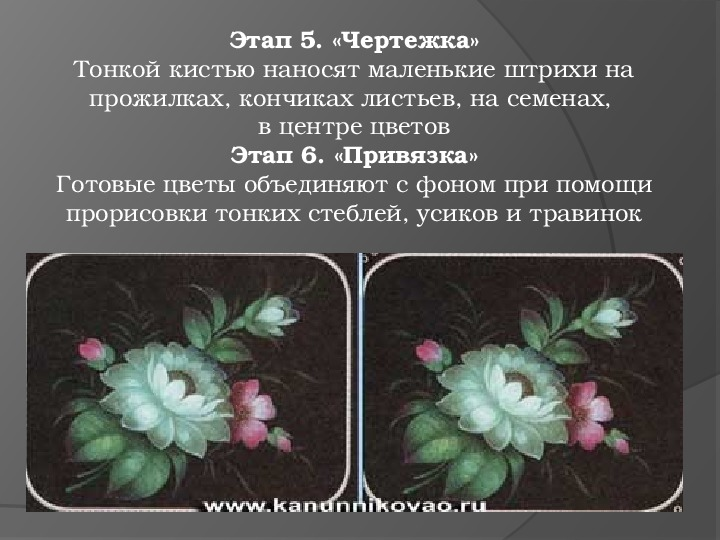 Этап 5. «Чертежка»
Тонкой кистью наносят маленькие штрихи на
прожилках, кончиках листьев, на семенах,
в центре цветов
Этап 6. «Привязка»
Готовые цветы объединяют с фоном при помощи
прорисовки тонких стеблей, усиков и травинок
www.kanunnikovao.ru